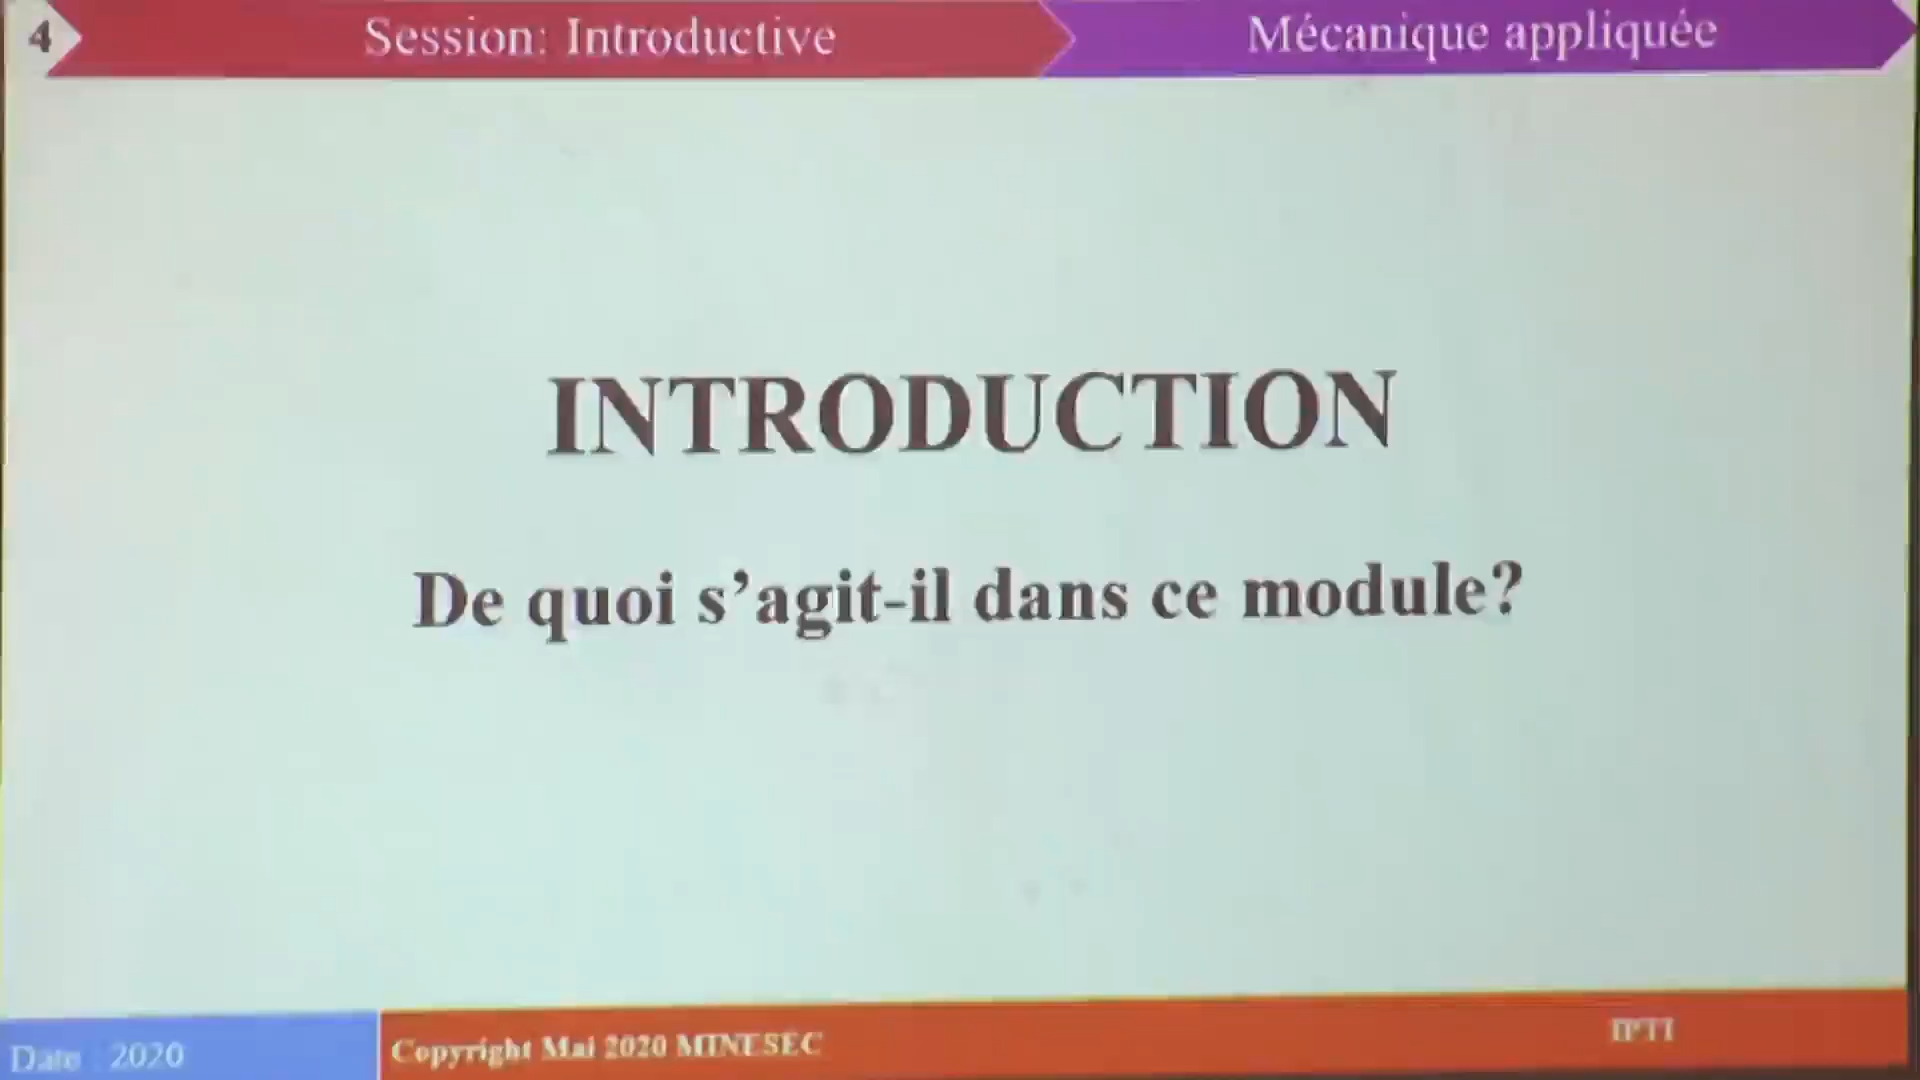 4
Session: Introductive
Mécanique appliquée
INTRODUCTION
De quoi s’agit-il dans ce module?
Date : 2020
Copyright Mai 2020 MINESEC
IPTI